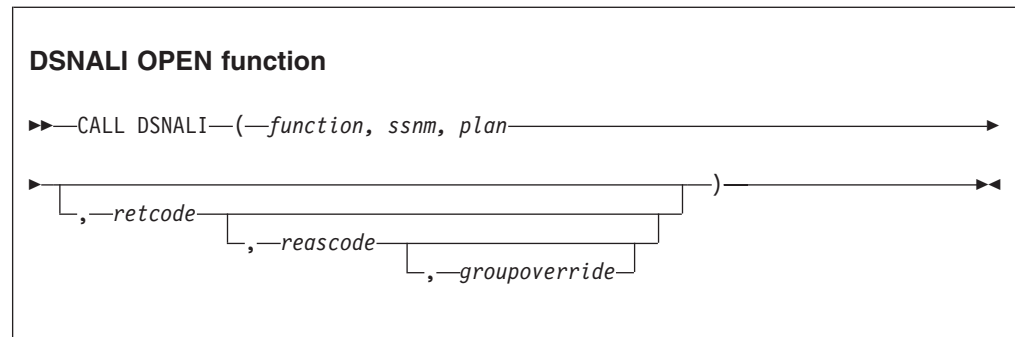 DSNALI OPEN function
CALL DSNALI ( function, ssnm, plan
)
, retcode
, reascode
, groupoverride